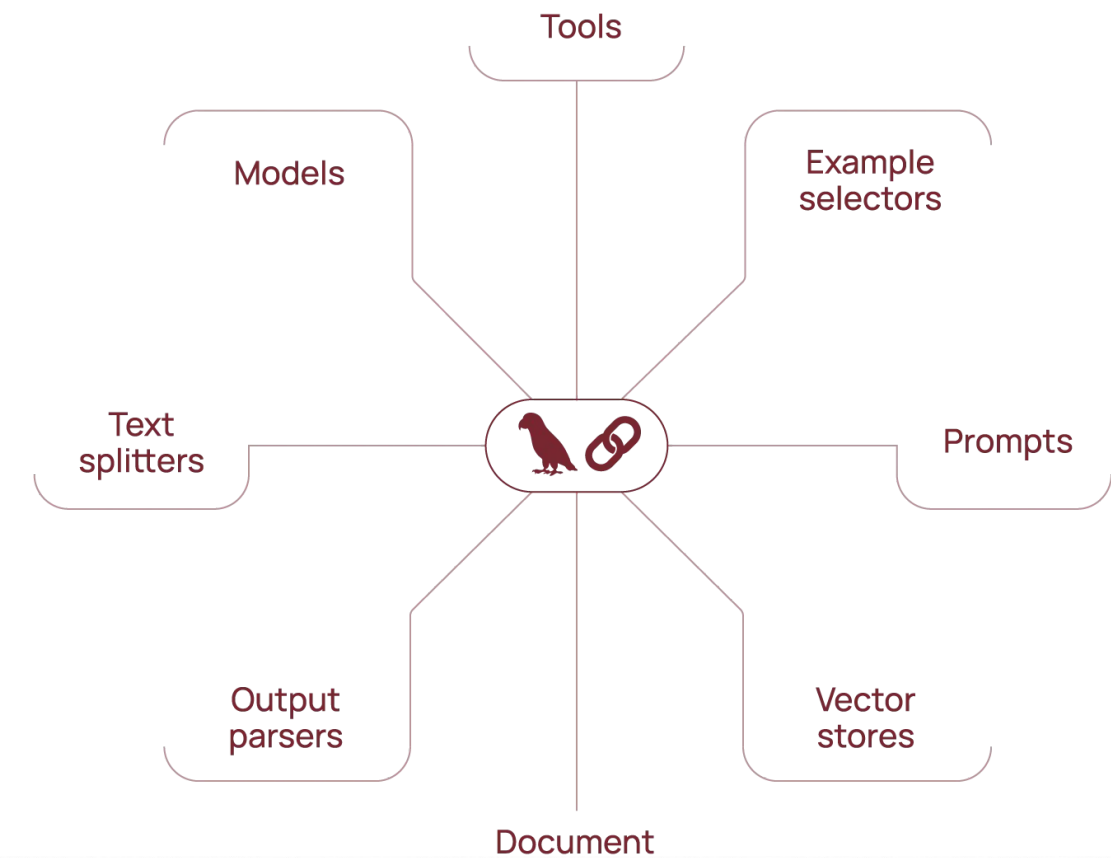 Tools
Models
Example
selectors
Text
splitters
Prompts
Output
parsers
Vector
stores
Document